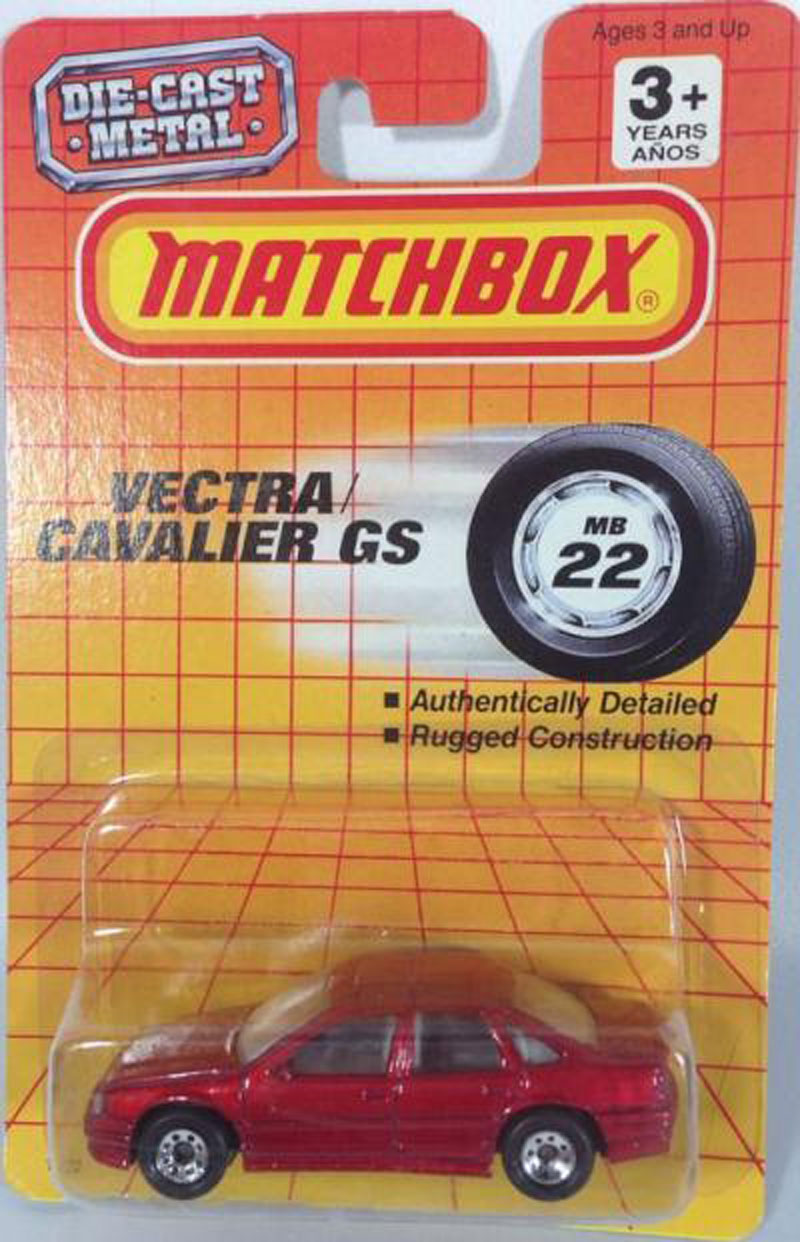 Ages 3 and Up
DIE-CAST
• METAL •
3+
YEARS
AÑOS
MATCHBOX®
VECTRA/
CAVALIER GS
MB
22
■ Authentically Detailed
■ Rugged Construction